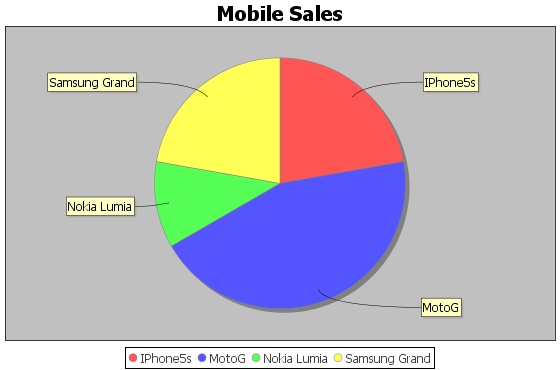 Mobile Sales
Samsung Grand
IPhone5s
Nokia Lumia
MotoG
IPhone5s MotoG Nokia Lumia Samsung Grand